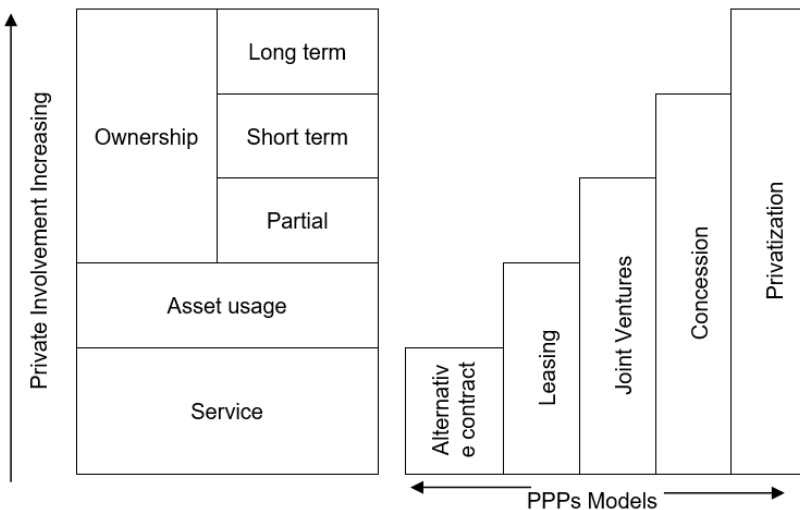 Private Involvement Increasing
Ownership
Long term
Short term
Partial
Asset usage
Service
Alternativ
e contract
Leasing
Joint Ventures
Concession
Privatization
PPPs Models